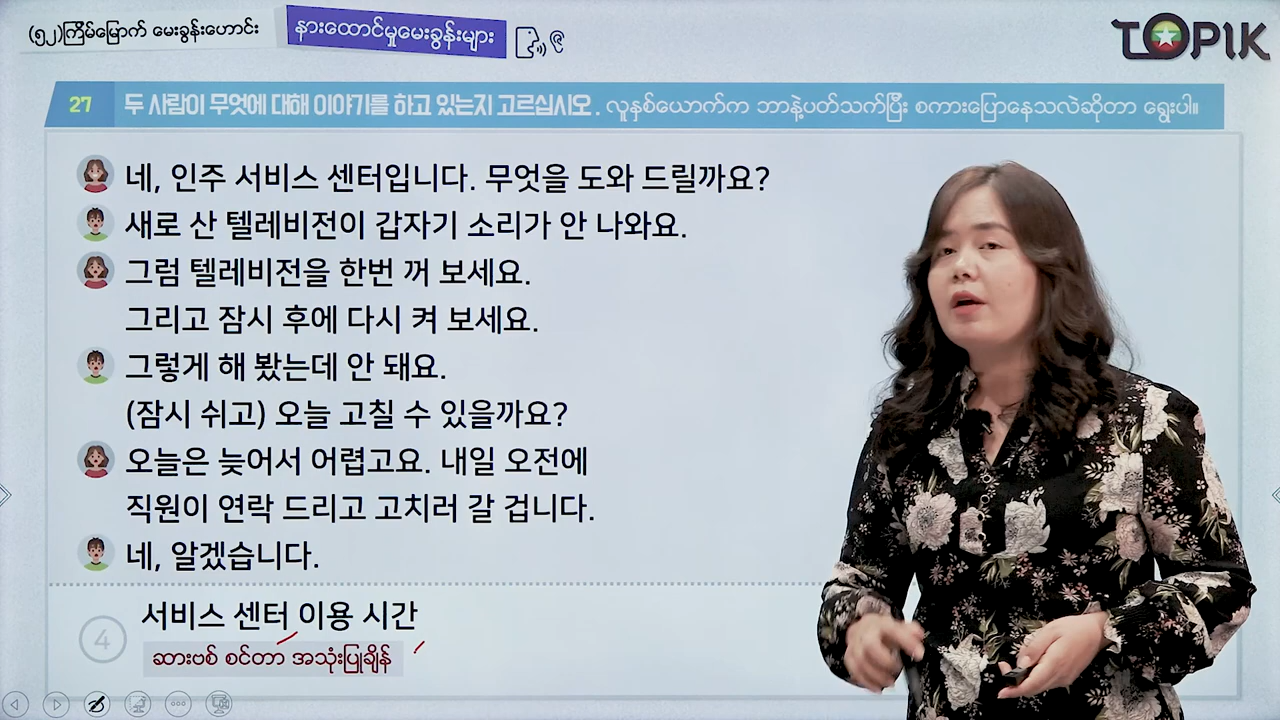 (၅၂)ကြိမ်မြောက် မေးခွန်းဟောင်း
နားထောင်မှုမေးခွန်းများ
TOPIK
27 두 사람이 무엇에 대해 이야기를 하고 있는지 고르십시오. လူနှစ်ယောက်က ဘာနဲ့ပတ်သက်ပြီး စကားပြောနေသလဲဆိုတာ ရွေးပါ။
네, 인주 서비스 센터입니다. 무엇을 도와 드릴까요?
새로 산 텔레비전이 갑자기 소리가 안 나와요.
그럼 텔레비전을 한번 꺼 보세요.
그리고 잠시 후에 다시 켜 보세요.
그렇게 해 봤는데 안 돼요.
(잠시 쉬고) 오늘 고칠 수 있을까요?
오늘은 늦어서 어렵고요. 내일 오전에
직원이 연락 드리고 고치러 갈 겁니다.
네, 알겠습니다.
4 서비스 센터 이용 시간
ဆားဗစ် စင်တာ အသုံးပြုချိန်